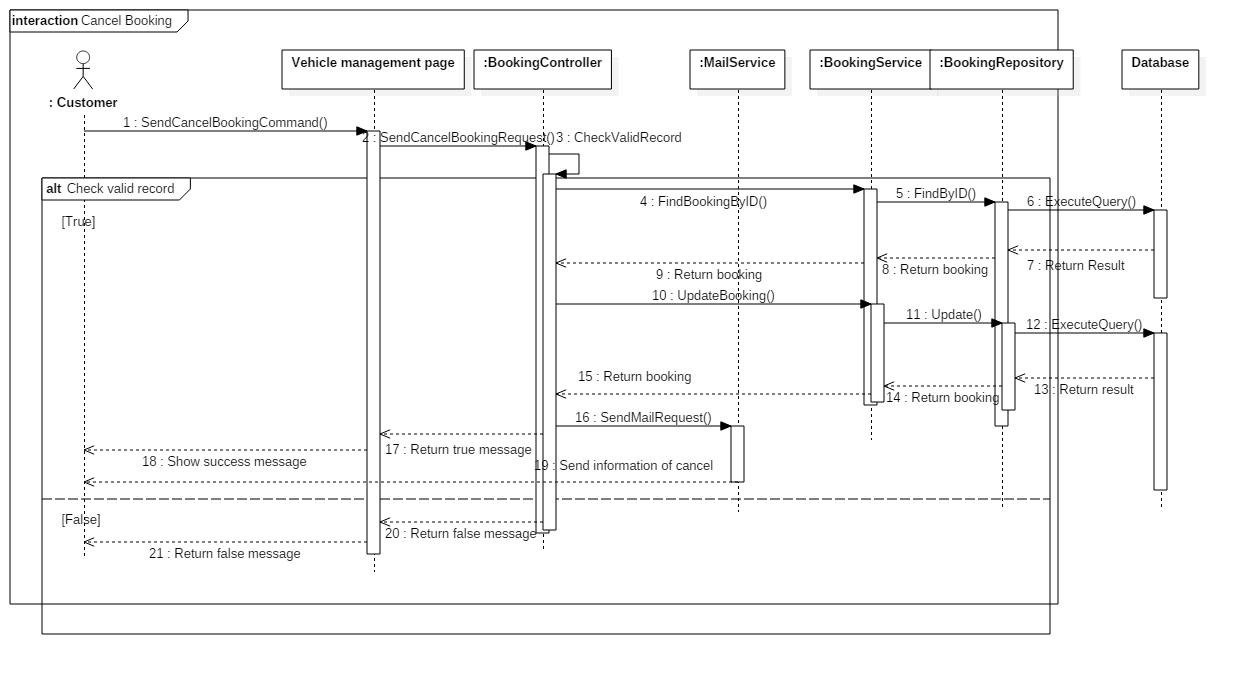 interaction Cancel Booking
: Customer
Vehicle management page
:BookingController
:MailService
:BookingService
:BookingRepository
Database
1 : SendCancelBookingCommand()
2 : SendCancelBookingRequest()
3 : CheckValidRecord
alt Check valid record
[True]
4 : FindBookingByID()
5 : FindByID()
6 : ExecuteQuery()
7 : Return Result
8 : Return booking
9 : Return booking
10 : UpdateBooking()
11 : Update()
12 : ExecuteQuery()
13 : Return result
14 : Return booking
15 : Return booking
16 : SendMailRequest()
17 : Return true message
18 : Show success message
19 : Send information of cancel
[False]
20 : Return false message
21 : Return false message